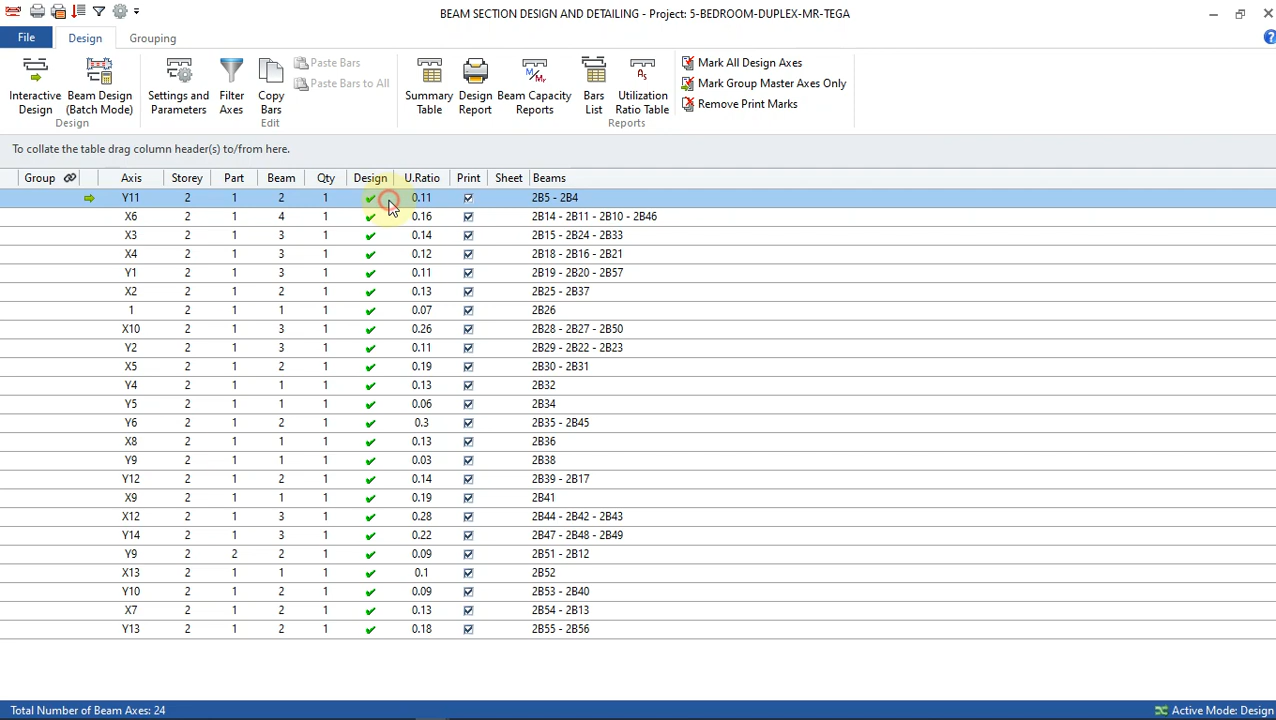 BEAM SECTION DESIGN AND DETAILING - Project: 5-BEDROOM-DUPLEX-MR-TEGA
File Design Grouping
Interactive Design
Beam Design (Batch Mode)
Design
Settings and Parameters
Filter Axes
Copy Bars
Paste Bars
Paste Bars to All
Edit
Summary Table
Design Report
Beam Capacity Reports
Bars List
Utilization Ratio Table
Reports
Mark All Design Axes
Mark Group Master Axes Only
Remove Print Marks
To collate the table drag column header(s) to/from here.
Group Axis Storey Part Beam Qty Design U.Ratio Print Sheet Beams
Y11 2 1 2 1 0.11 2B5 - 2B4
X6 2 1 4 1 0.16 2B14 - 2B11 - 2B10 - 2B46
X3 2 1 3 1 0.14 2B15 - 2B24 - 2B33
X4 2 1 3 1 0.12 2B18 - 2B16 - 2B21
Y1 2 1 3 1 0.11 2B19 - 2B20 - 2B57
X2 2 1 2 1 0.13 2B25 - 2B37
1 2 1 1 1 0.07 2B26
X10 2 1 3 1 0.26 2B28 - 2B27 - 2B50
Y2 2 1 3 1 0.11 2B29 - 2B22 - 2B23
X5 2 1 2 1 0.19 2B30 - 2B31
Y4 2 1 1 1 0.13 2B32
Y5 2 1 1 1 0.06 2B34
Y6 2 1 2 1 0.3 2B35 - 2B45
X8 2 1 1 1 0.13 2B36
Y9 2 1 1 1 0.03 2B38
Y12 2 1 2 1 0.14 2B39 - 2B17
X9 2 1 1 1 0.19 2B41
X12 2 1 3 1 0.28 2B44 - 2B42 - 2B43
Y14 2 1 3 1 0.22 2B47 - 2B48 - 2B49
Y9 2 2 2 1 0.09 2B51 - 2B12
X13 2 1 1 1 0.1 2B52
Y10 2 1 2 1 0.09 2B53 - 2B40
X7 2 1 2 1 0.13 2B54 - 2B13
Y13 2 1 2 1 0.18 2B55 - 2B56
Total Number of Beam Axes: 24
Active Mode: Design